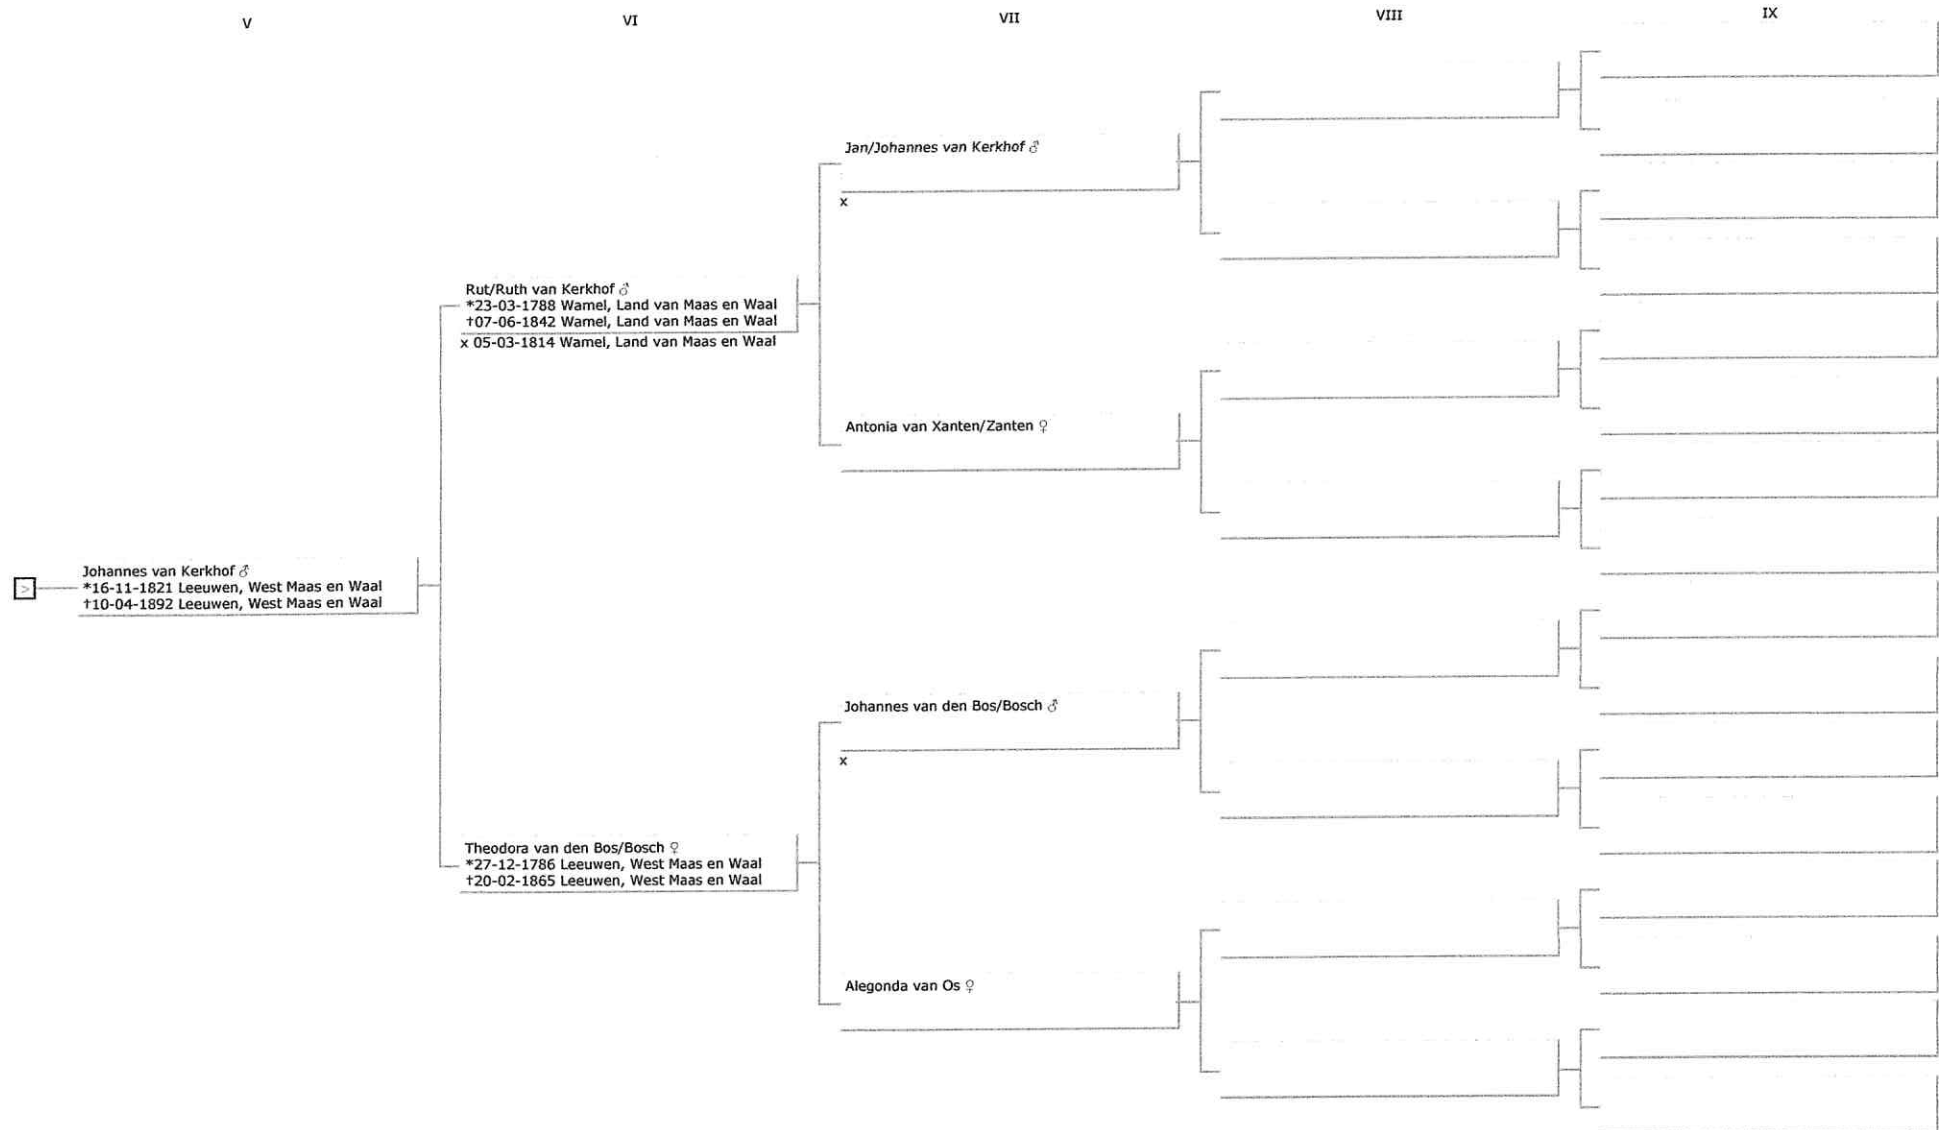 V
VI
VII
VIII
IX
Johannes van Kerkhof ♂
*16-11-1821 Leeuwen, West Maas en Waal
†10-04-1892 Leeuwen, West Maas en Waal
Rut/Ruth van Kerkhof ♂
*23-03-1788 Wamel, Land van Maas en Waal
†07-06-1842 Wamel, Land van Maas en Waal
x 05-03-1814 Wamel, Land van Maas en Waal
Theodora van den Bos/Bosch ♀
*27-12-1786 Leeuwen, West Maas en Waal
†20-02-1865 Leeuwen, West Maas en Waal
Jan/Johannes van Kerkhof ♂
x
Antonia van Xanten/Zanten ♀
Johannes van den Bos/Bosch ♂
x
Alegonda van Os ♀